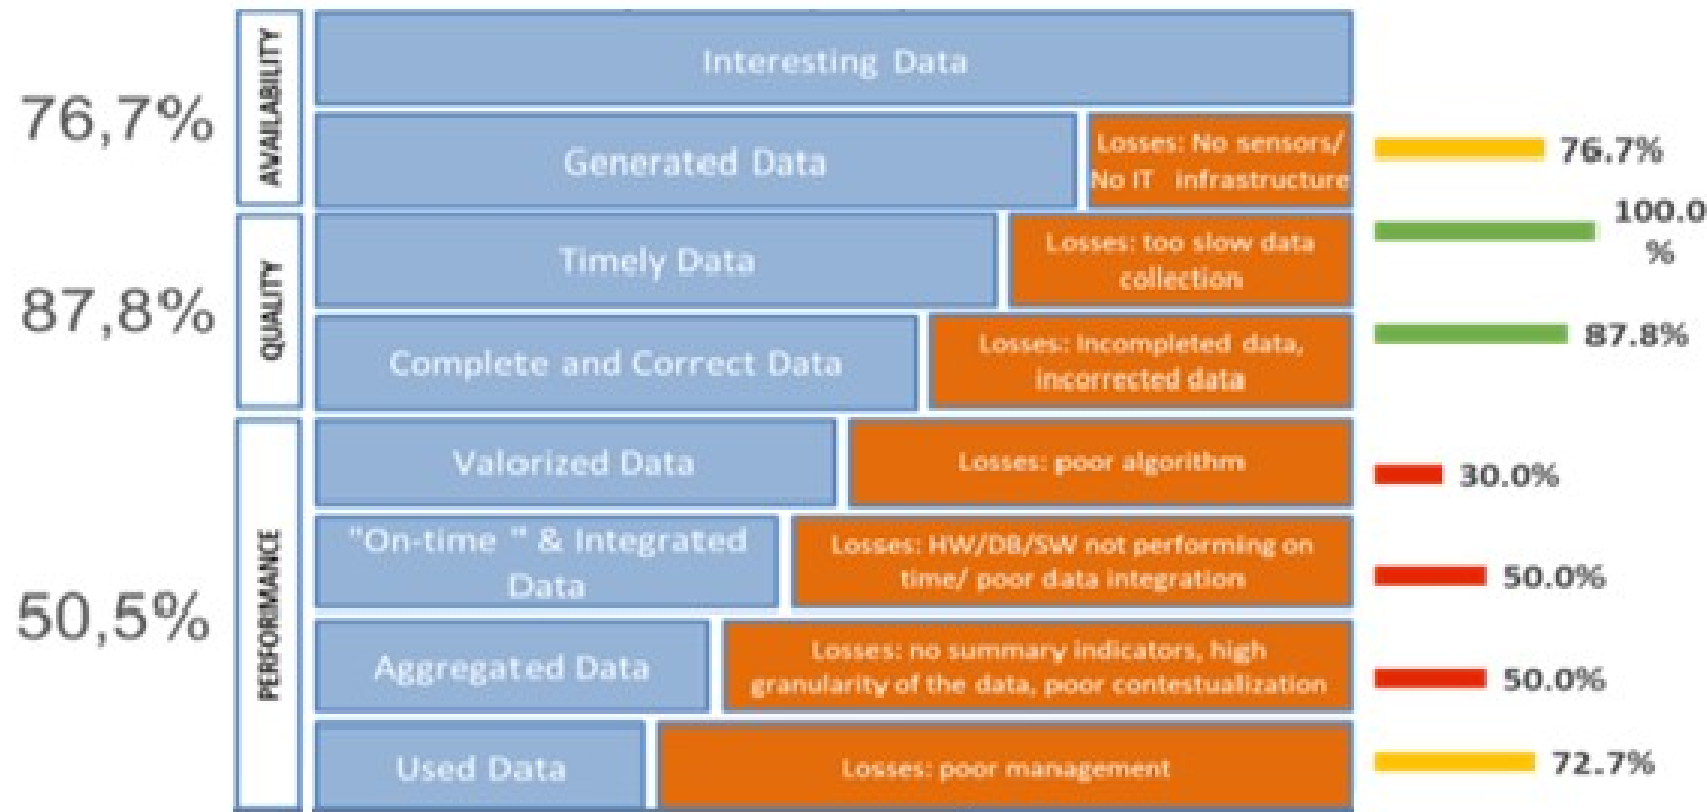 76,7%
AVAILABILITY
Interesting Data
Generated Data
Losses: No sensors/
No IT infrastructure
76.7%
87,8%
QUALITY
Timely Data
Losses: too slow data
collection
100.0
%
Complete and Correct Data
Losses: incompleted data,
incorrected data
87.8%
50,5%
PERFORMANCE
Valorized Data
Losses: poor algorithm
30.0%
"On-time " & Integrated
Data
Losses: HW/DB/SW not performing on
time/ poor data integration
50.0%
Aggregated Data
Losses: no summary indicators, high
granularity of the data, poor contestualization
50.0%
Used Data
Losses: poor management
72.7%